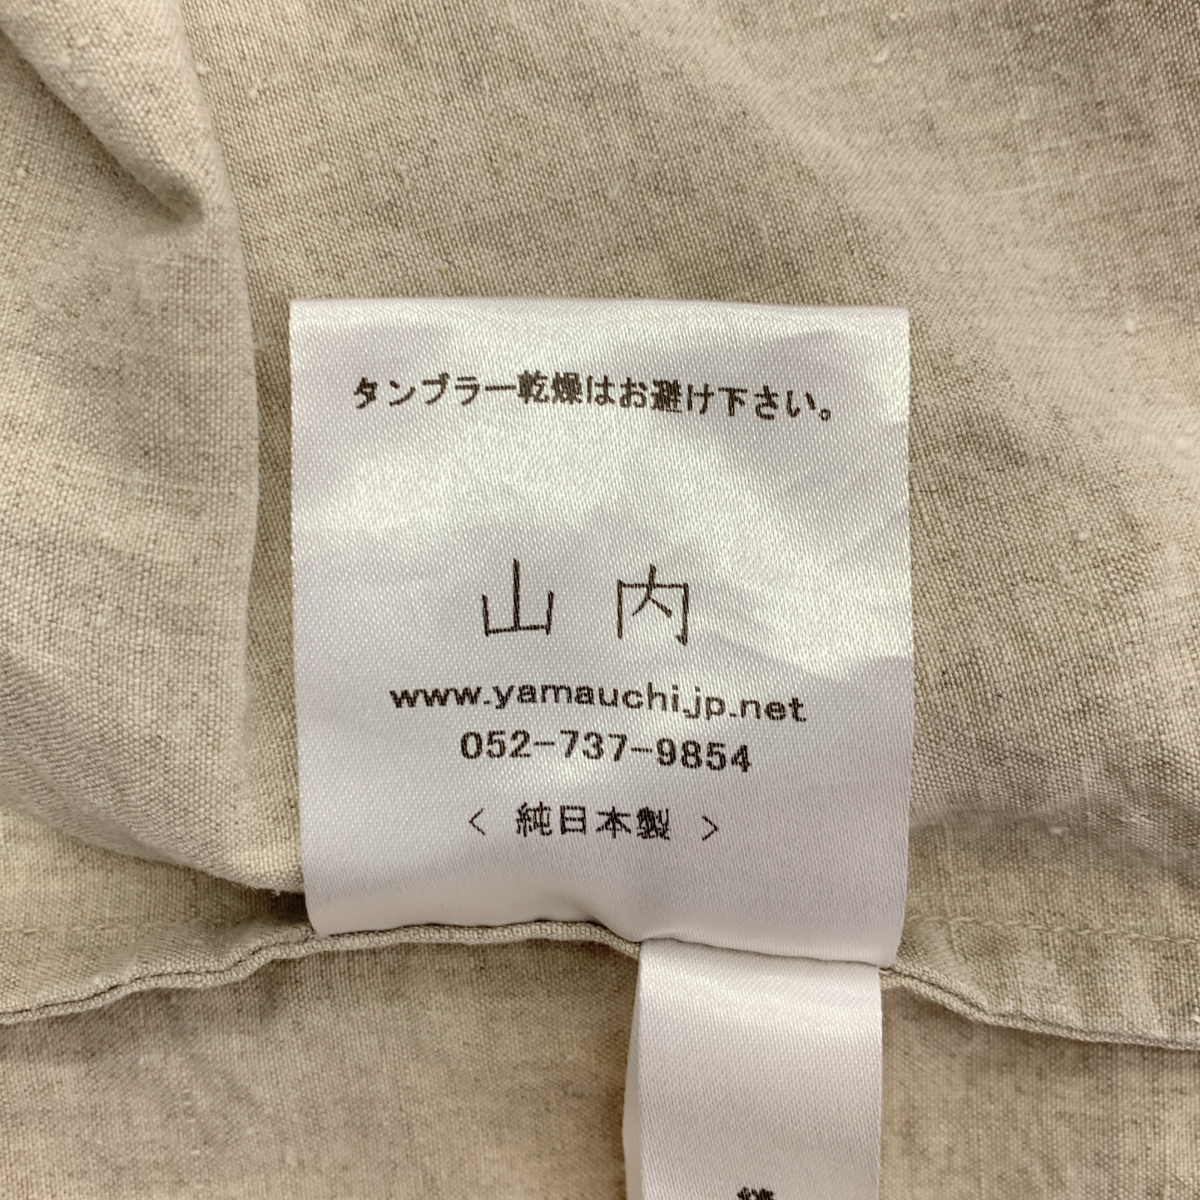 タンブラー乾燥はお避け下さい。
山内
www.yamauchi.jp.net
052-737-9854
< 純日本製 >